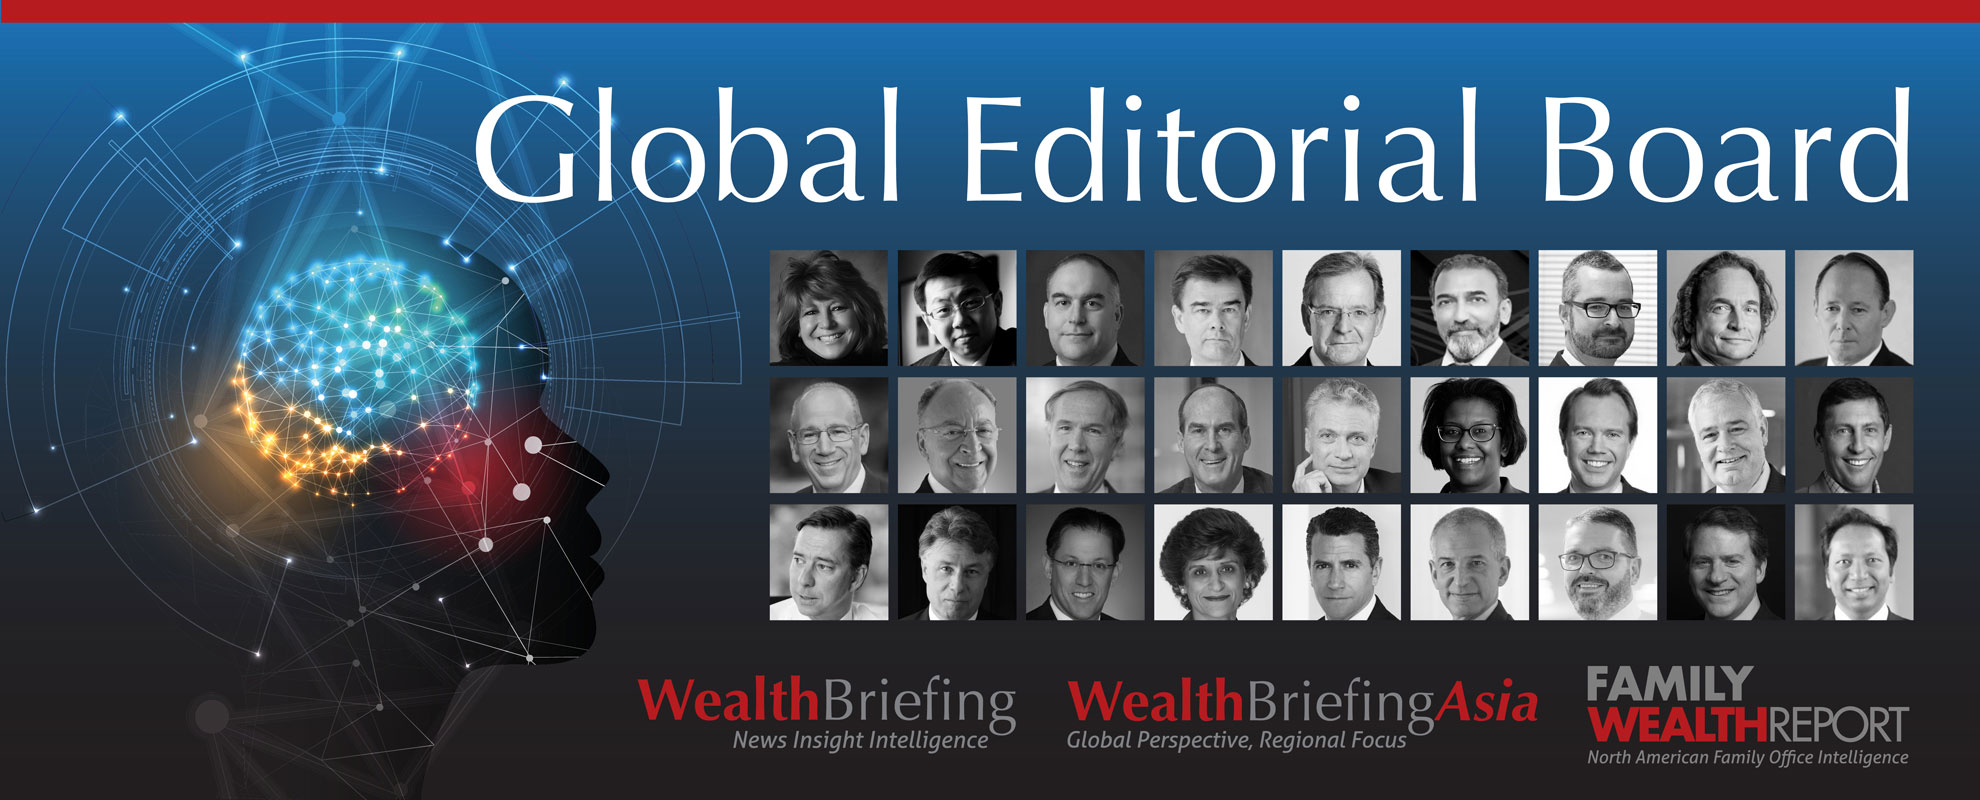 Global Editorial Board
WealthBriefing
News Insight Intelligence
WealthBriefingAsia
Global Perspective, Regional Focus
FAMILY
WEALTHREPORT
North American Family Office Intelligence